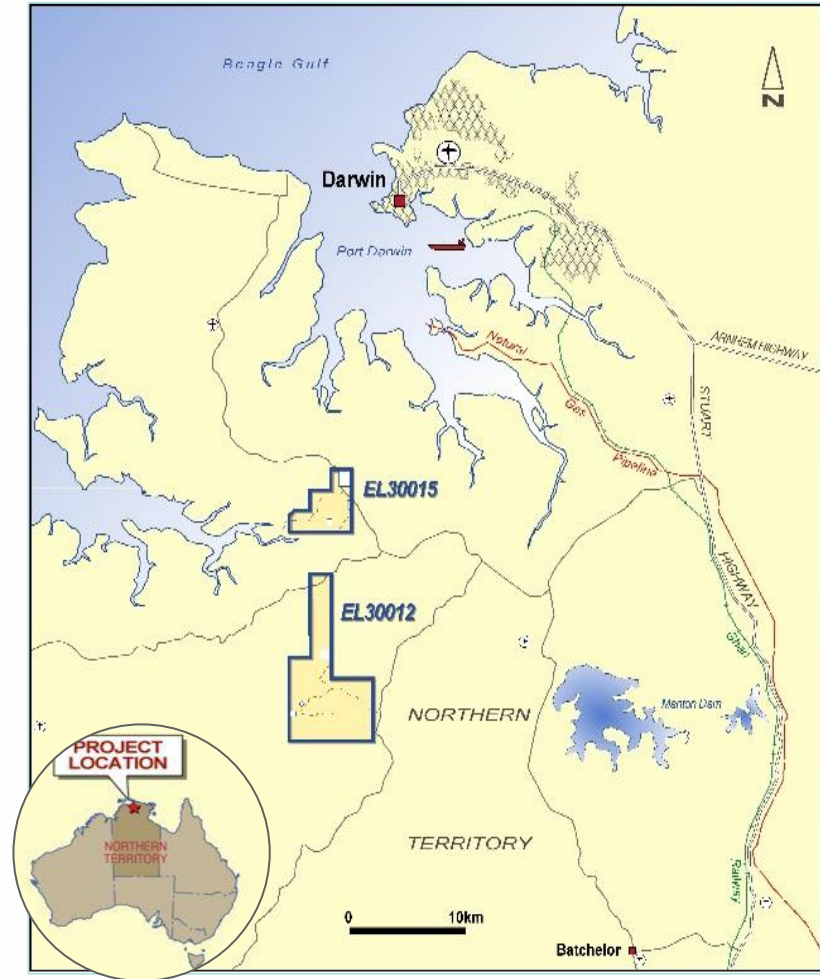 Beagle Gulf
N
Darwin
Port Darwin
Natural
Gas
Pipeline
ARNHEM HIGHWAY
STUART
HIGHWAY
EL30015
EL30012
Ghan
Railway
Manton Dam
NORTHERN
TERRITORY
PROJECT
LOCATION
NORTHERN
TERRITORY
0 10km
Batchelor